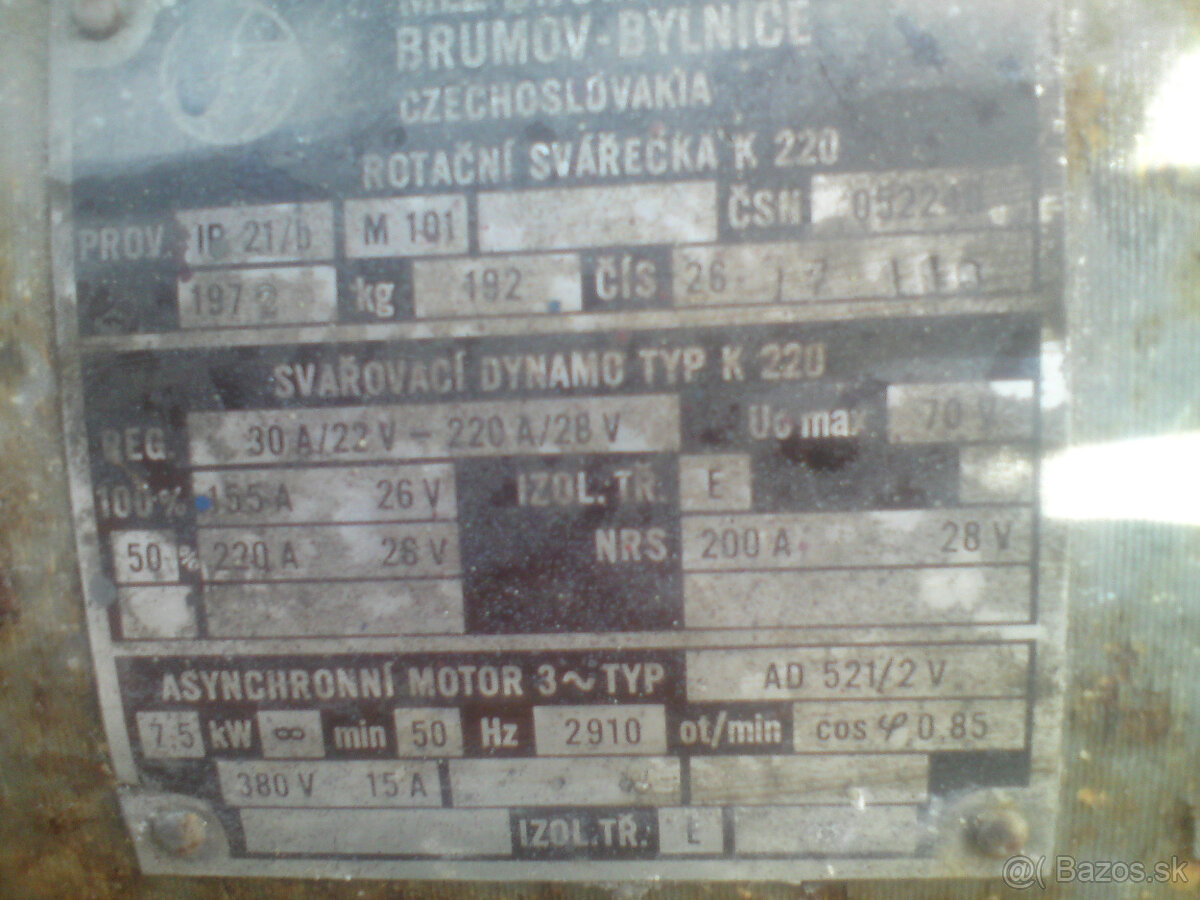 BRUMOV-BYLNICE
CZECHOSLOVAKIA
ROTAČNÍ SVÁŘEČKA K 220
PROV. IP 21/b M 101 ČSN
1972 kg 192 ČÍS 26
SVAŘOVACÍ DYNAMO TYP K 220
REG. 30 A/22 V - 220 A/28 V Uo max 70 V
100% 155 A 26 V IZOL. TŘ. E
50 % 220 A 28 V NRS 200 A 28 V
ASYNCHRONNÍ MOTOR 3~TYP AD 521/2 V
7,5 kW ∞ min 50 Hz 2910 ot/min cos φ 0,85
380 V 15 A
IZOL.TŘ. E
@( Bazos.sk